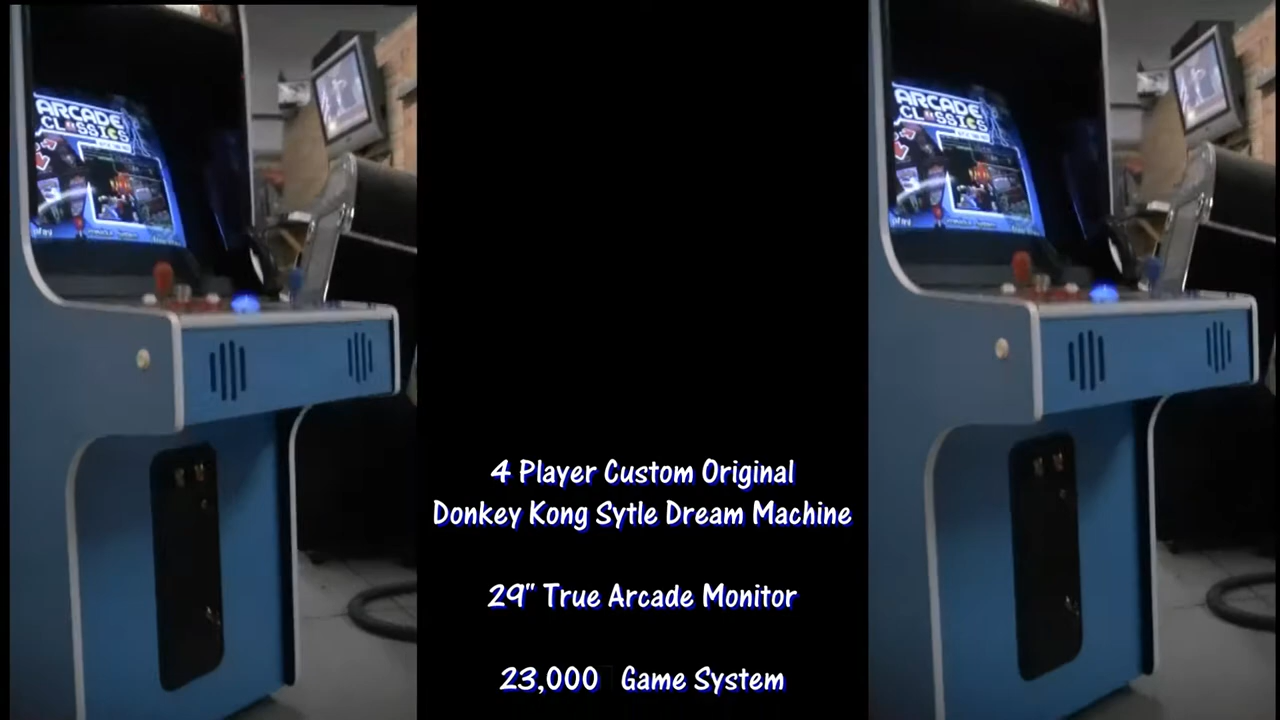 ARCADE
CLASSICS
4 Player Custom Original
Donkey Kong Sytle Dream Machine
29" True Arcade Monitor
23,000 Game System
ARCADE
CLASSICS